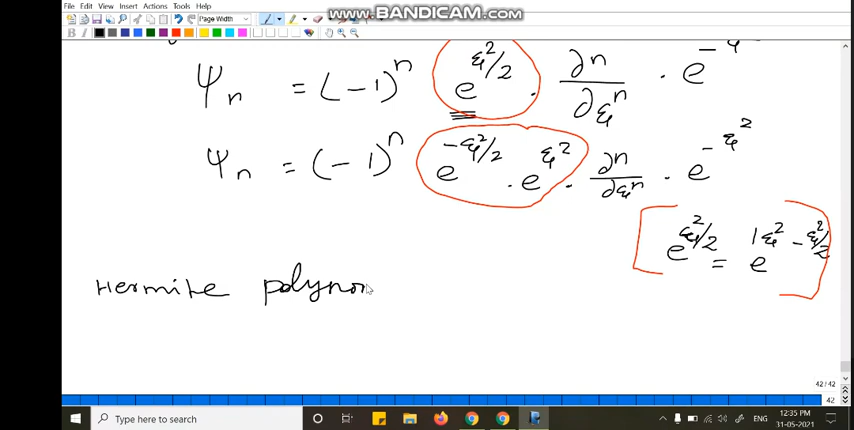 www.BANDICAM.com
File Edit View Insert Actions Tools Help
Page Width
B I
ψn = (-1)^n e^(ξ²/2) · ∂n/∂ξ^n · e^-ξ
ψn = (-1)^n e^(-ξ²/2) · e^(ξ²) · ∂n/∂ξ^n · e^(-ξ²)
[e^(ξ²/2) = e^(1ξ² - ξ²/2)]
Hermite polynom
42 / 42
42
Type here to search
ENG
12:35 PM
31-05-2021